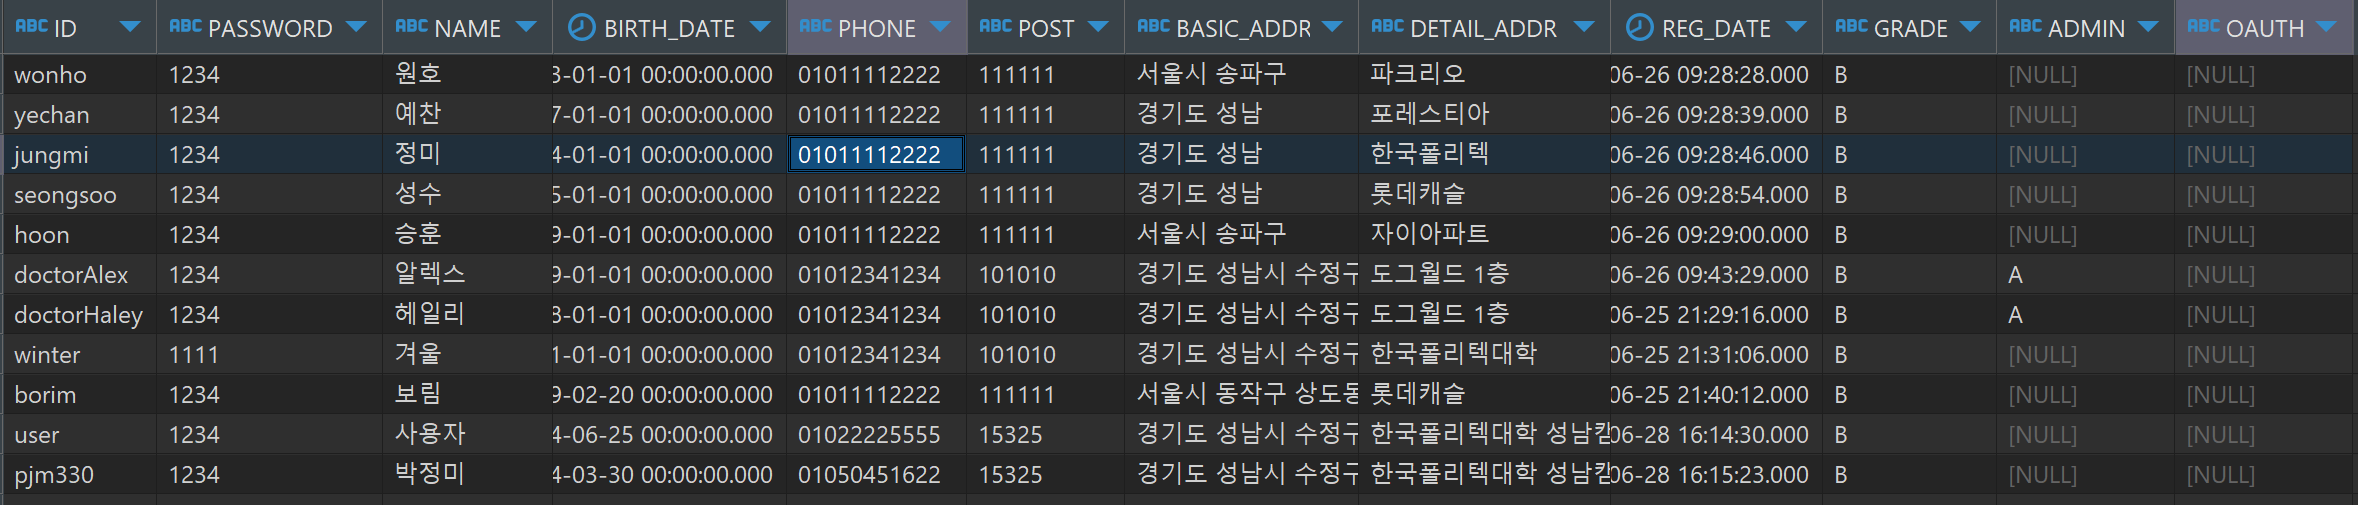 ABC ID ABC PASSWORD ABC NAME BIRTH_DATE ABC PHONE ABC POST ABC BASIC_ADDR ABC DETAIL_ADDR REG_DATE ABC GRADE ABC ADMIN ABC OAUTH
wonho 1234 원호 3-01-01 00:00:00.000 01011112222 111111 서울시 송파구 파크리오 06-26 09:28:28.000 B [NULL] [NULL]
yechan 1234 예찬 7-01-01 00:00:00.000 01011112222 111111 경기도 성남 포레스티아 06-26 09:28:39.000 B [NULL] [NULL]
jungmi 1234 정미 4-01-01 00:00:00.000 01011112222 111111 경기도 성남 한국폴리텍 06-26 09:28:46.000 B [NULL] [NULL]
seongsoo 1234 성수 5-01-01 00:00:00.000 01011112222 111111 경기도 성남 롯데캐슬 06-26 09:28:54.000 B [NULL] [NULL]
hoon 1234 승훈 9-01-01 00:00:00.000 01011112222 111111 서울시 송파구 자이아파트 06-26 09:29:00.000 B [NULL] [NULL]
doctorAlex 1234 알렉스 9-01-01 00:00:00.000 01012341234 101010 경기도 성남시 수정구 도그월드 1층 06-26 09:43:29.000 B A [NULL]
doctorHaley 1234 헤일리 8-01-01 00:00:00.000 01012341234 101010 경기도 성남시 수정구 도그월드 1층 06-25 21:29:16.000 B A [NULL]
winter 1111 겨울 1-01-01 00:00:00.000 01012341234 101010 경기도 성남시 수정구 한국폴리텍대학 06-25 21:31:06.000 B [NULL] [NULL]
borim 1234 보림 9-02-20 00:00:00.000 01011112222 111111 서울시 동작구 상도동 롯데캐슬 06-25 21:40:12.000 B [NULL] [NULL]
user 1234 사용자 4-06-25 00:00:00.000 01022225555 15325 경기도 성남시 수정구 한국폴리텍대학 성남캠 06-28 16:14:30.000 B [NULL] [NULL]
pjm330 1234 박정미 4-03-30 00:00:00.000 01050451622 15325 경기도 성남시 수정구 한국폴리텍대학 성남캠 06-28 16:15:23.000 B [NULL] [NULL]